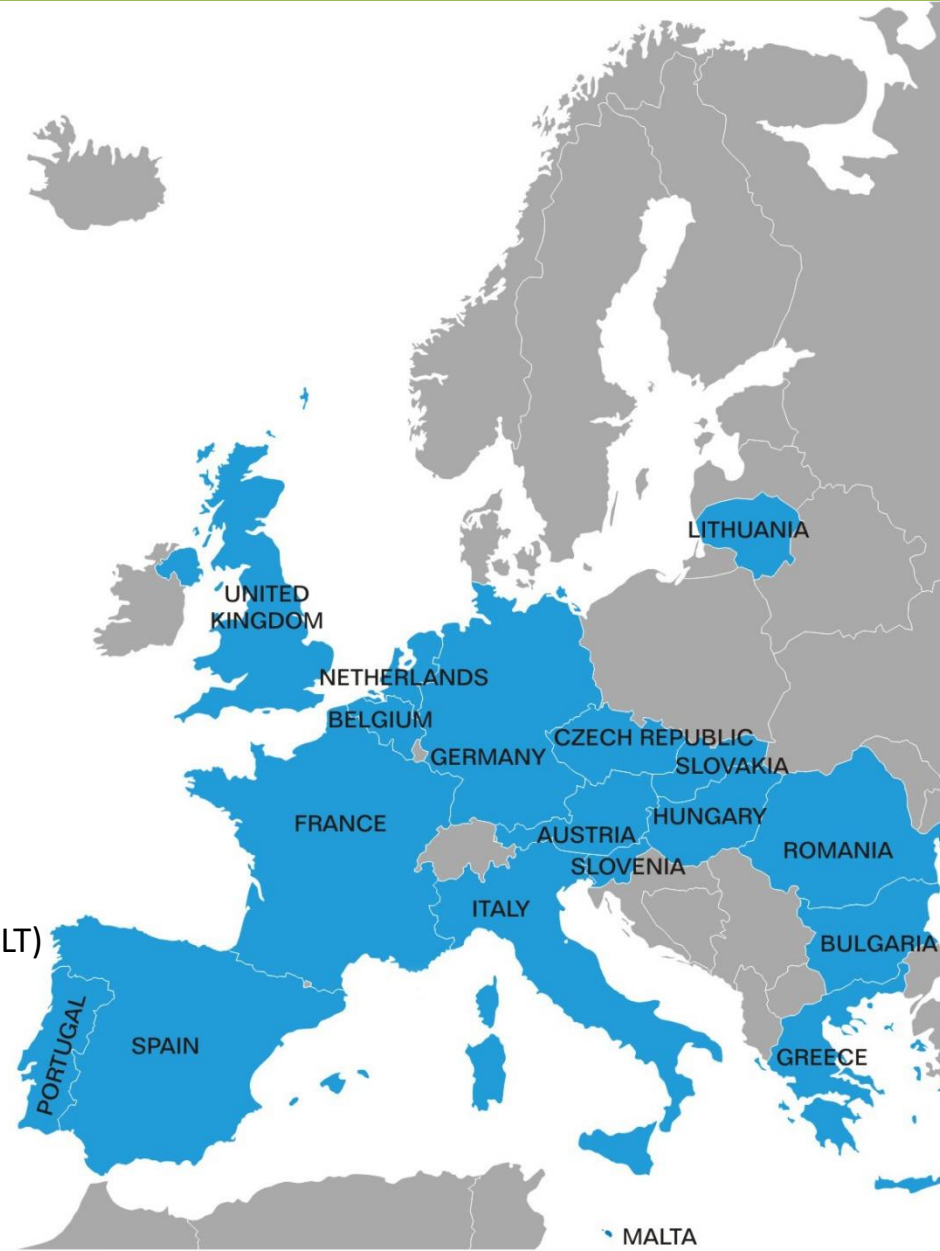 LITHUANIA
UNITED
KINGDOM
NETHERLANDS
BELGIUM
CZECH REPUBLIC
GERMANY
SLOVAKIA
HUNGARY
FRANCE
AUSTRIA
ROMANIA
SLOVENIA
ITALY
LT)
BULGARIA
PORTUGAL
SPAIN
GREECE
MALTA